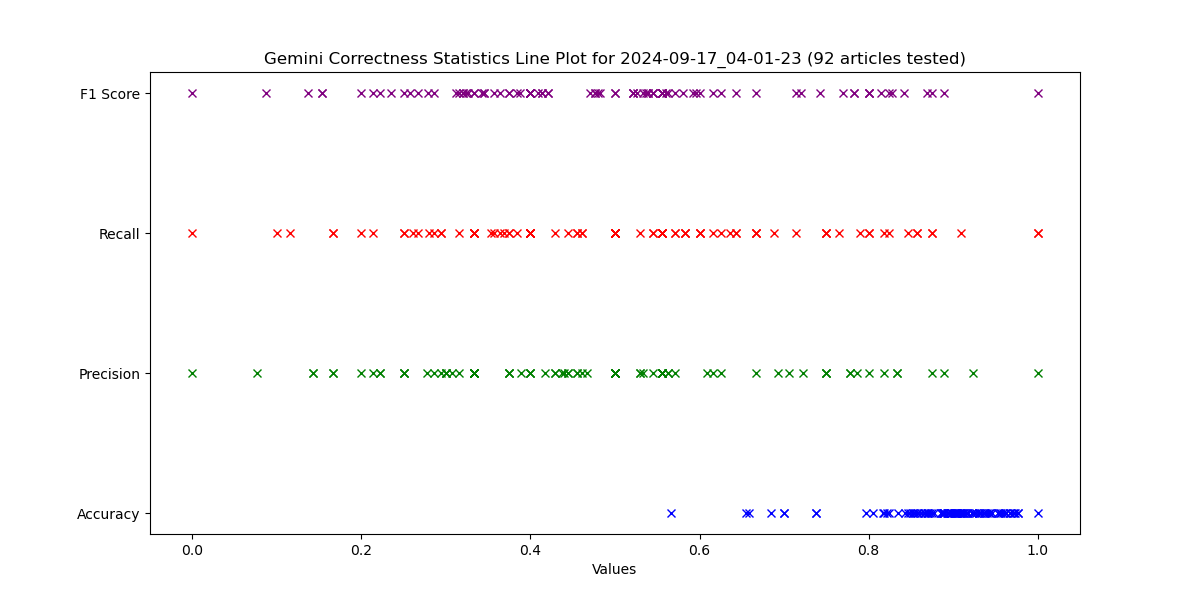 Gemini Correctness Statistics Line Plot for 2024-09-17_04-01-23 (92 articles tested)
F1 Score
Recall
Precision
Accuracy
0.0 0.2 0.4 0.6 0.8 1.0
Values